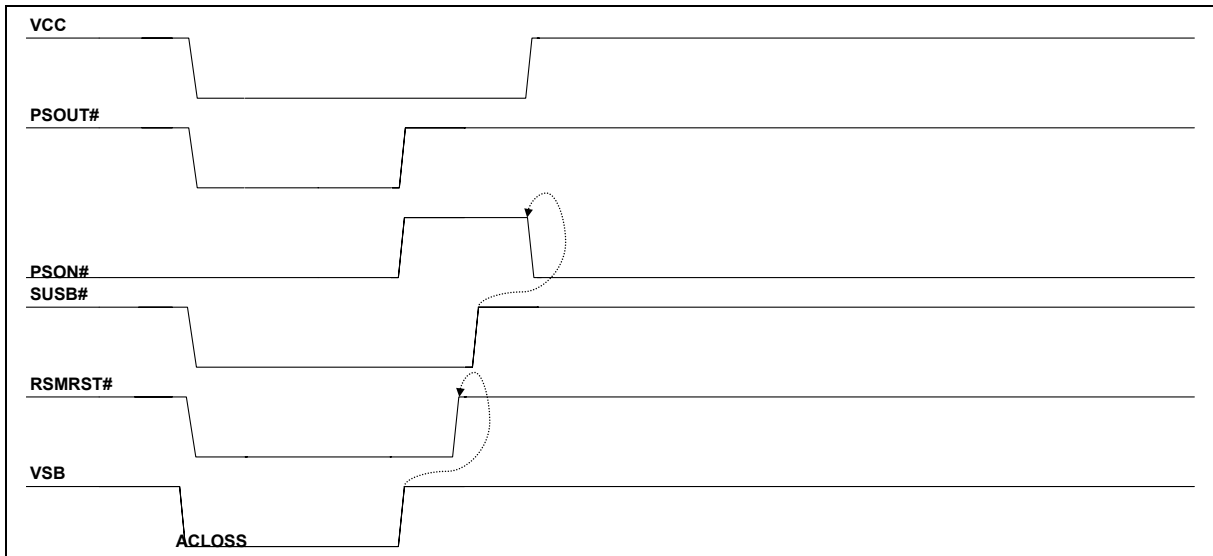 VCC
PSOUT#
PSON#
SUSB#
RSMRST#
VSB
ACLOSS